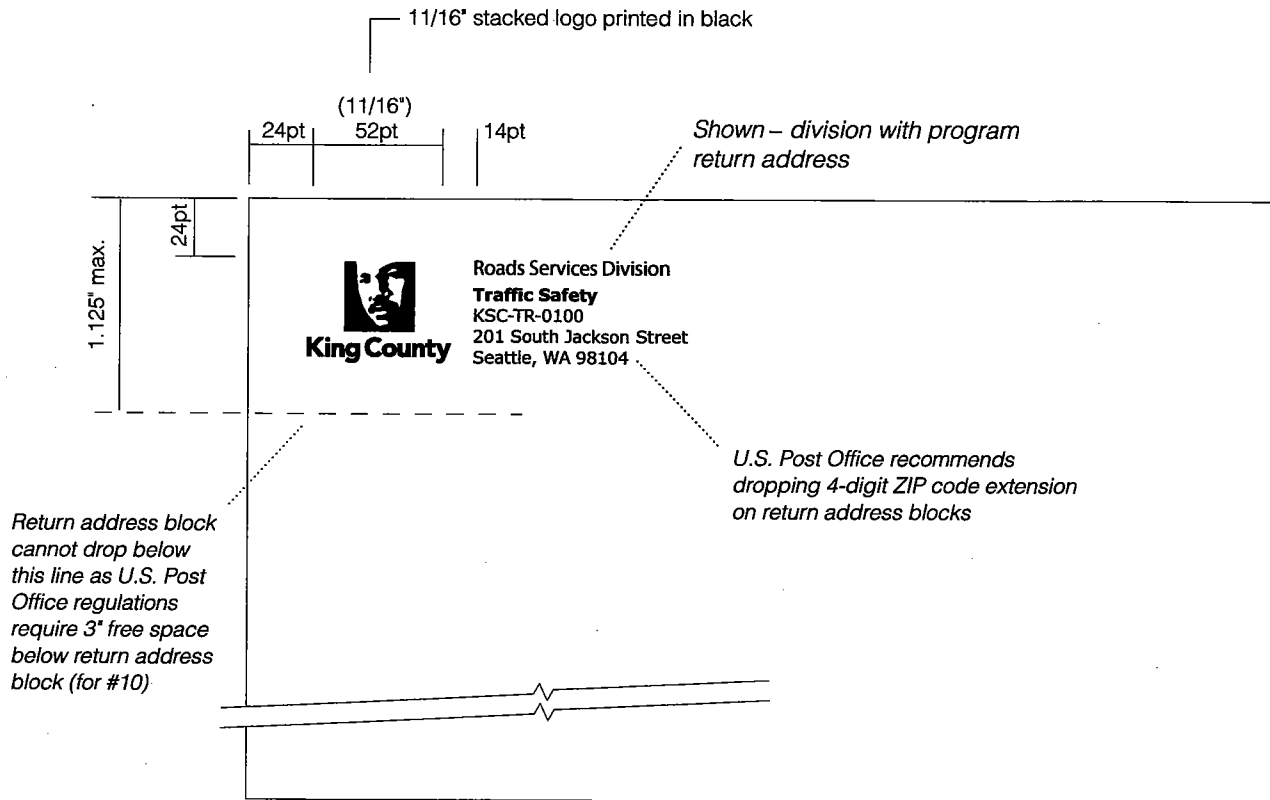 11/16" stacked logo printed in black
(11/16")
24pt 52pt 14pt
Shown – division with program
return address
24pt
1.125" max.
King County
Roads Services Division
Traffic Safety
KSC-TR-0100
201 South Jackson Street
Seattle, WA 98104
U.S. Post Office recommends
dropping 4-digit ZIP code extension
on return address blocks
Return address block
cannot drop below
this line as U.S. Post
Office regulations
require 3" free space
below return address
block (for #10)